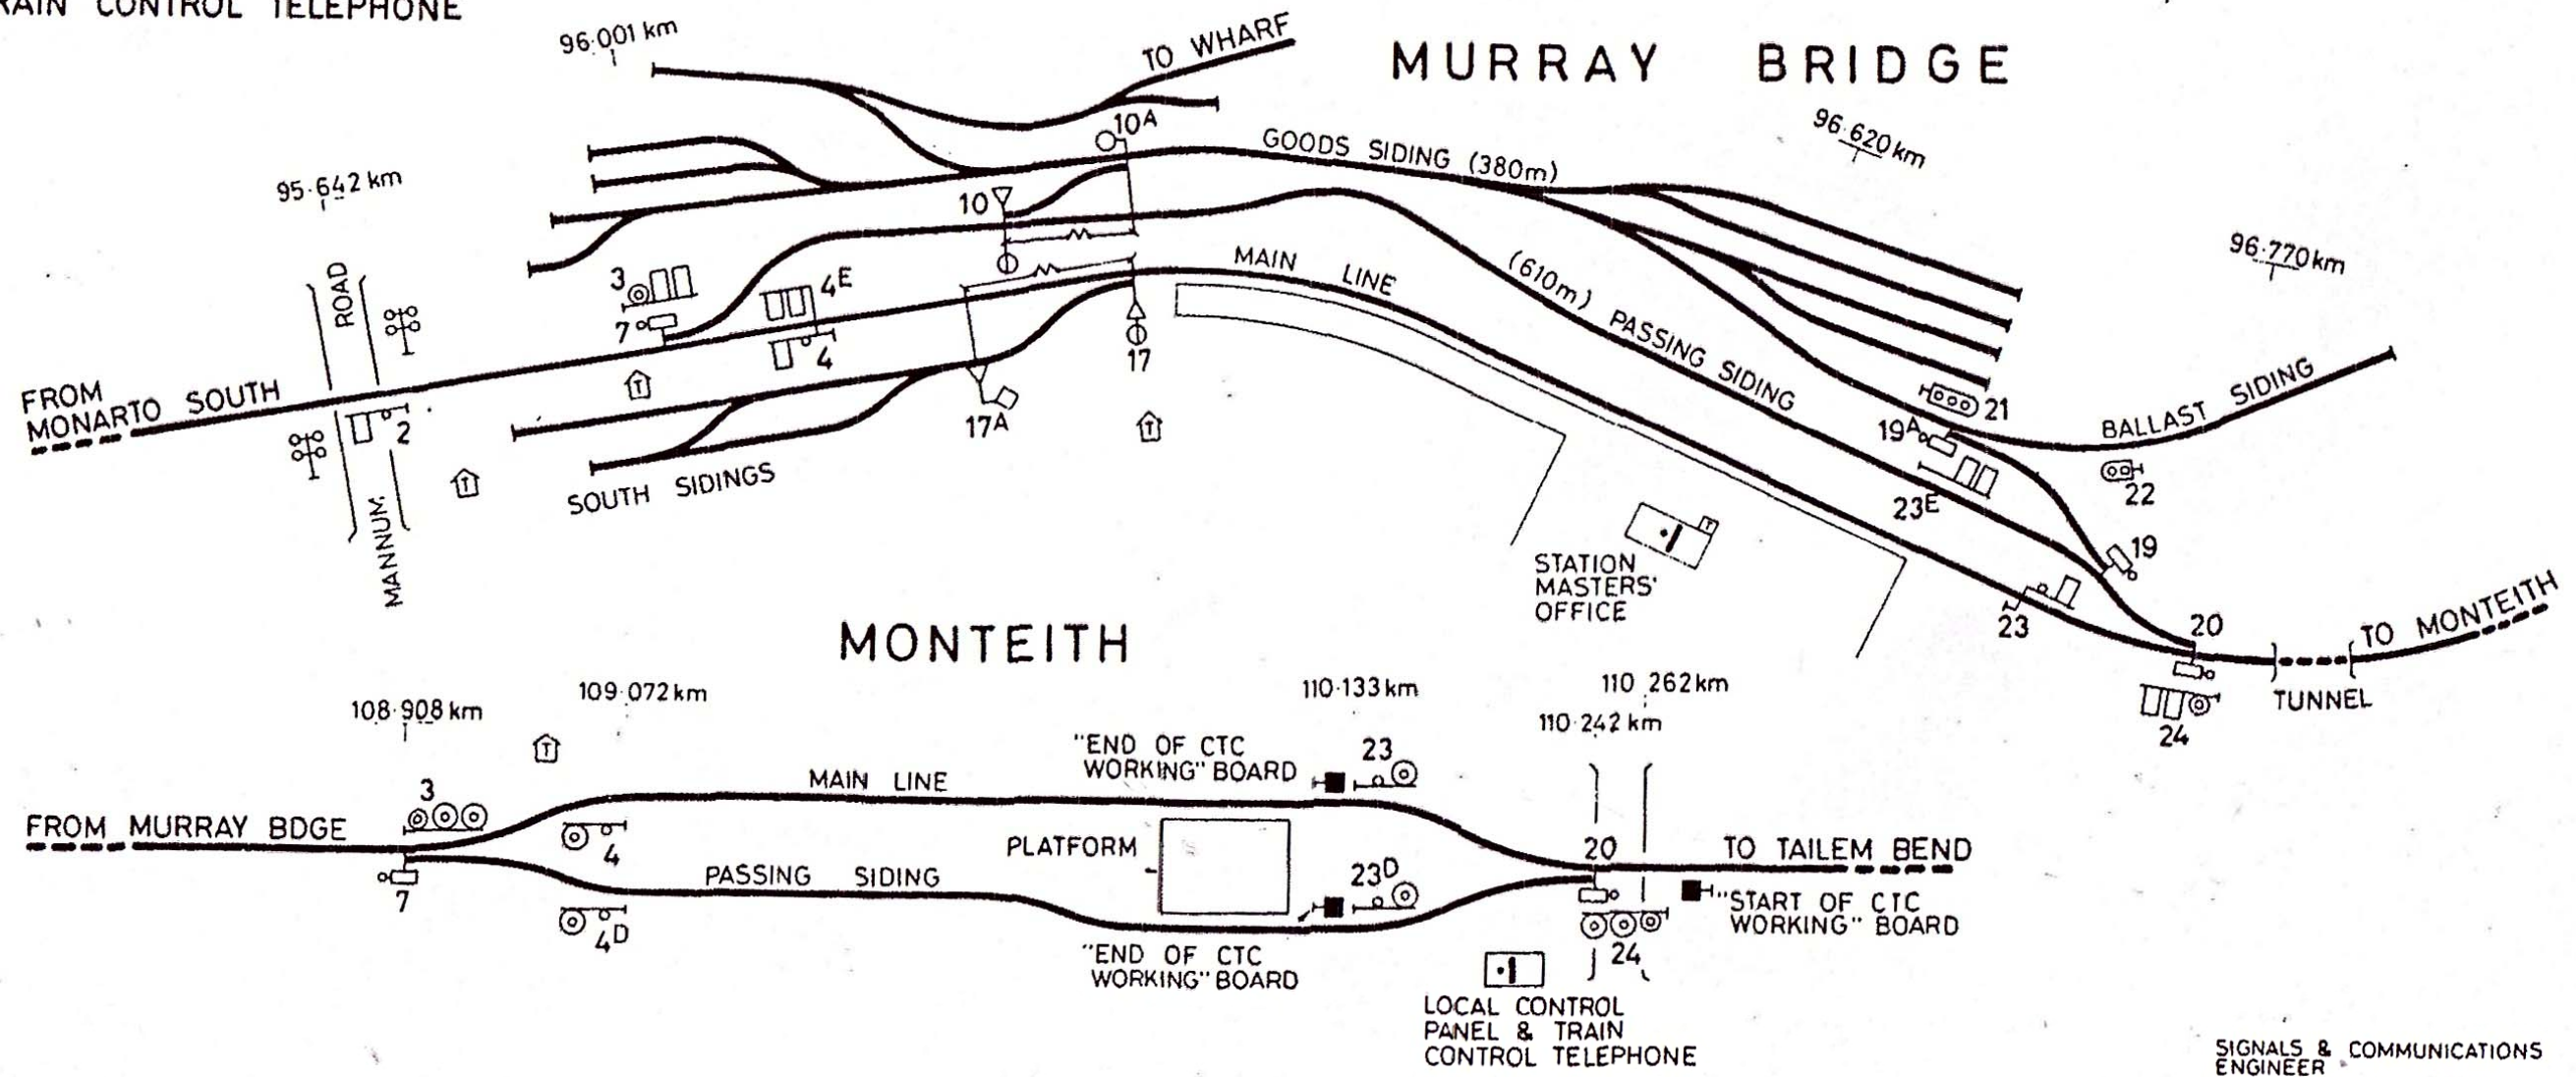 TRAIN CONTROL TELEPHONE
MURRAY BRIDGE
96·001 km
TO WHARF
10A
GOODS SIDING (380m)
96·620 km
95·642 km
10
96·770 km
ROAD
3
4E
MAIN LINE
(610m) PASSING SIDING
7
4
17
FROM
MONARTO SOUTH
2
T
T
T
17A
21
BALLAST SIDING
19A
22
SOUTH SIDINGS
23E
MANNUM
T
STATION
MASTERS'
OFFICE
19
23
20
TO MONTEITH
TUNNEL
24
MONTEITH
108·908 km
109·072 km
110·133 km
110 262 km
110·242 km
T
"END OF CTC
WORKING" BOARD
23
3
MAIN LINE
FROM MURRAY BDGE
4
PLATFORM
20
TO TAILEM BEND
7
PASSING SIDING
23D
"START OF CTC
WORKING" BOARD
4D
"END OF CTC
WORKING" BOARD
24
LOCAL CONTROL
PANEL & TRAIN
CONTROL TELEPHONE
SIGNALS & COMMUNICATIONS
ENGINEER